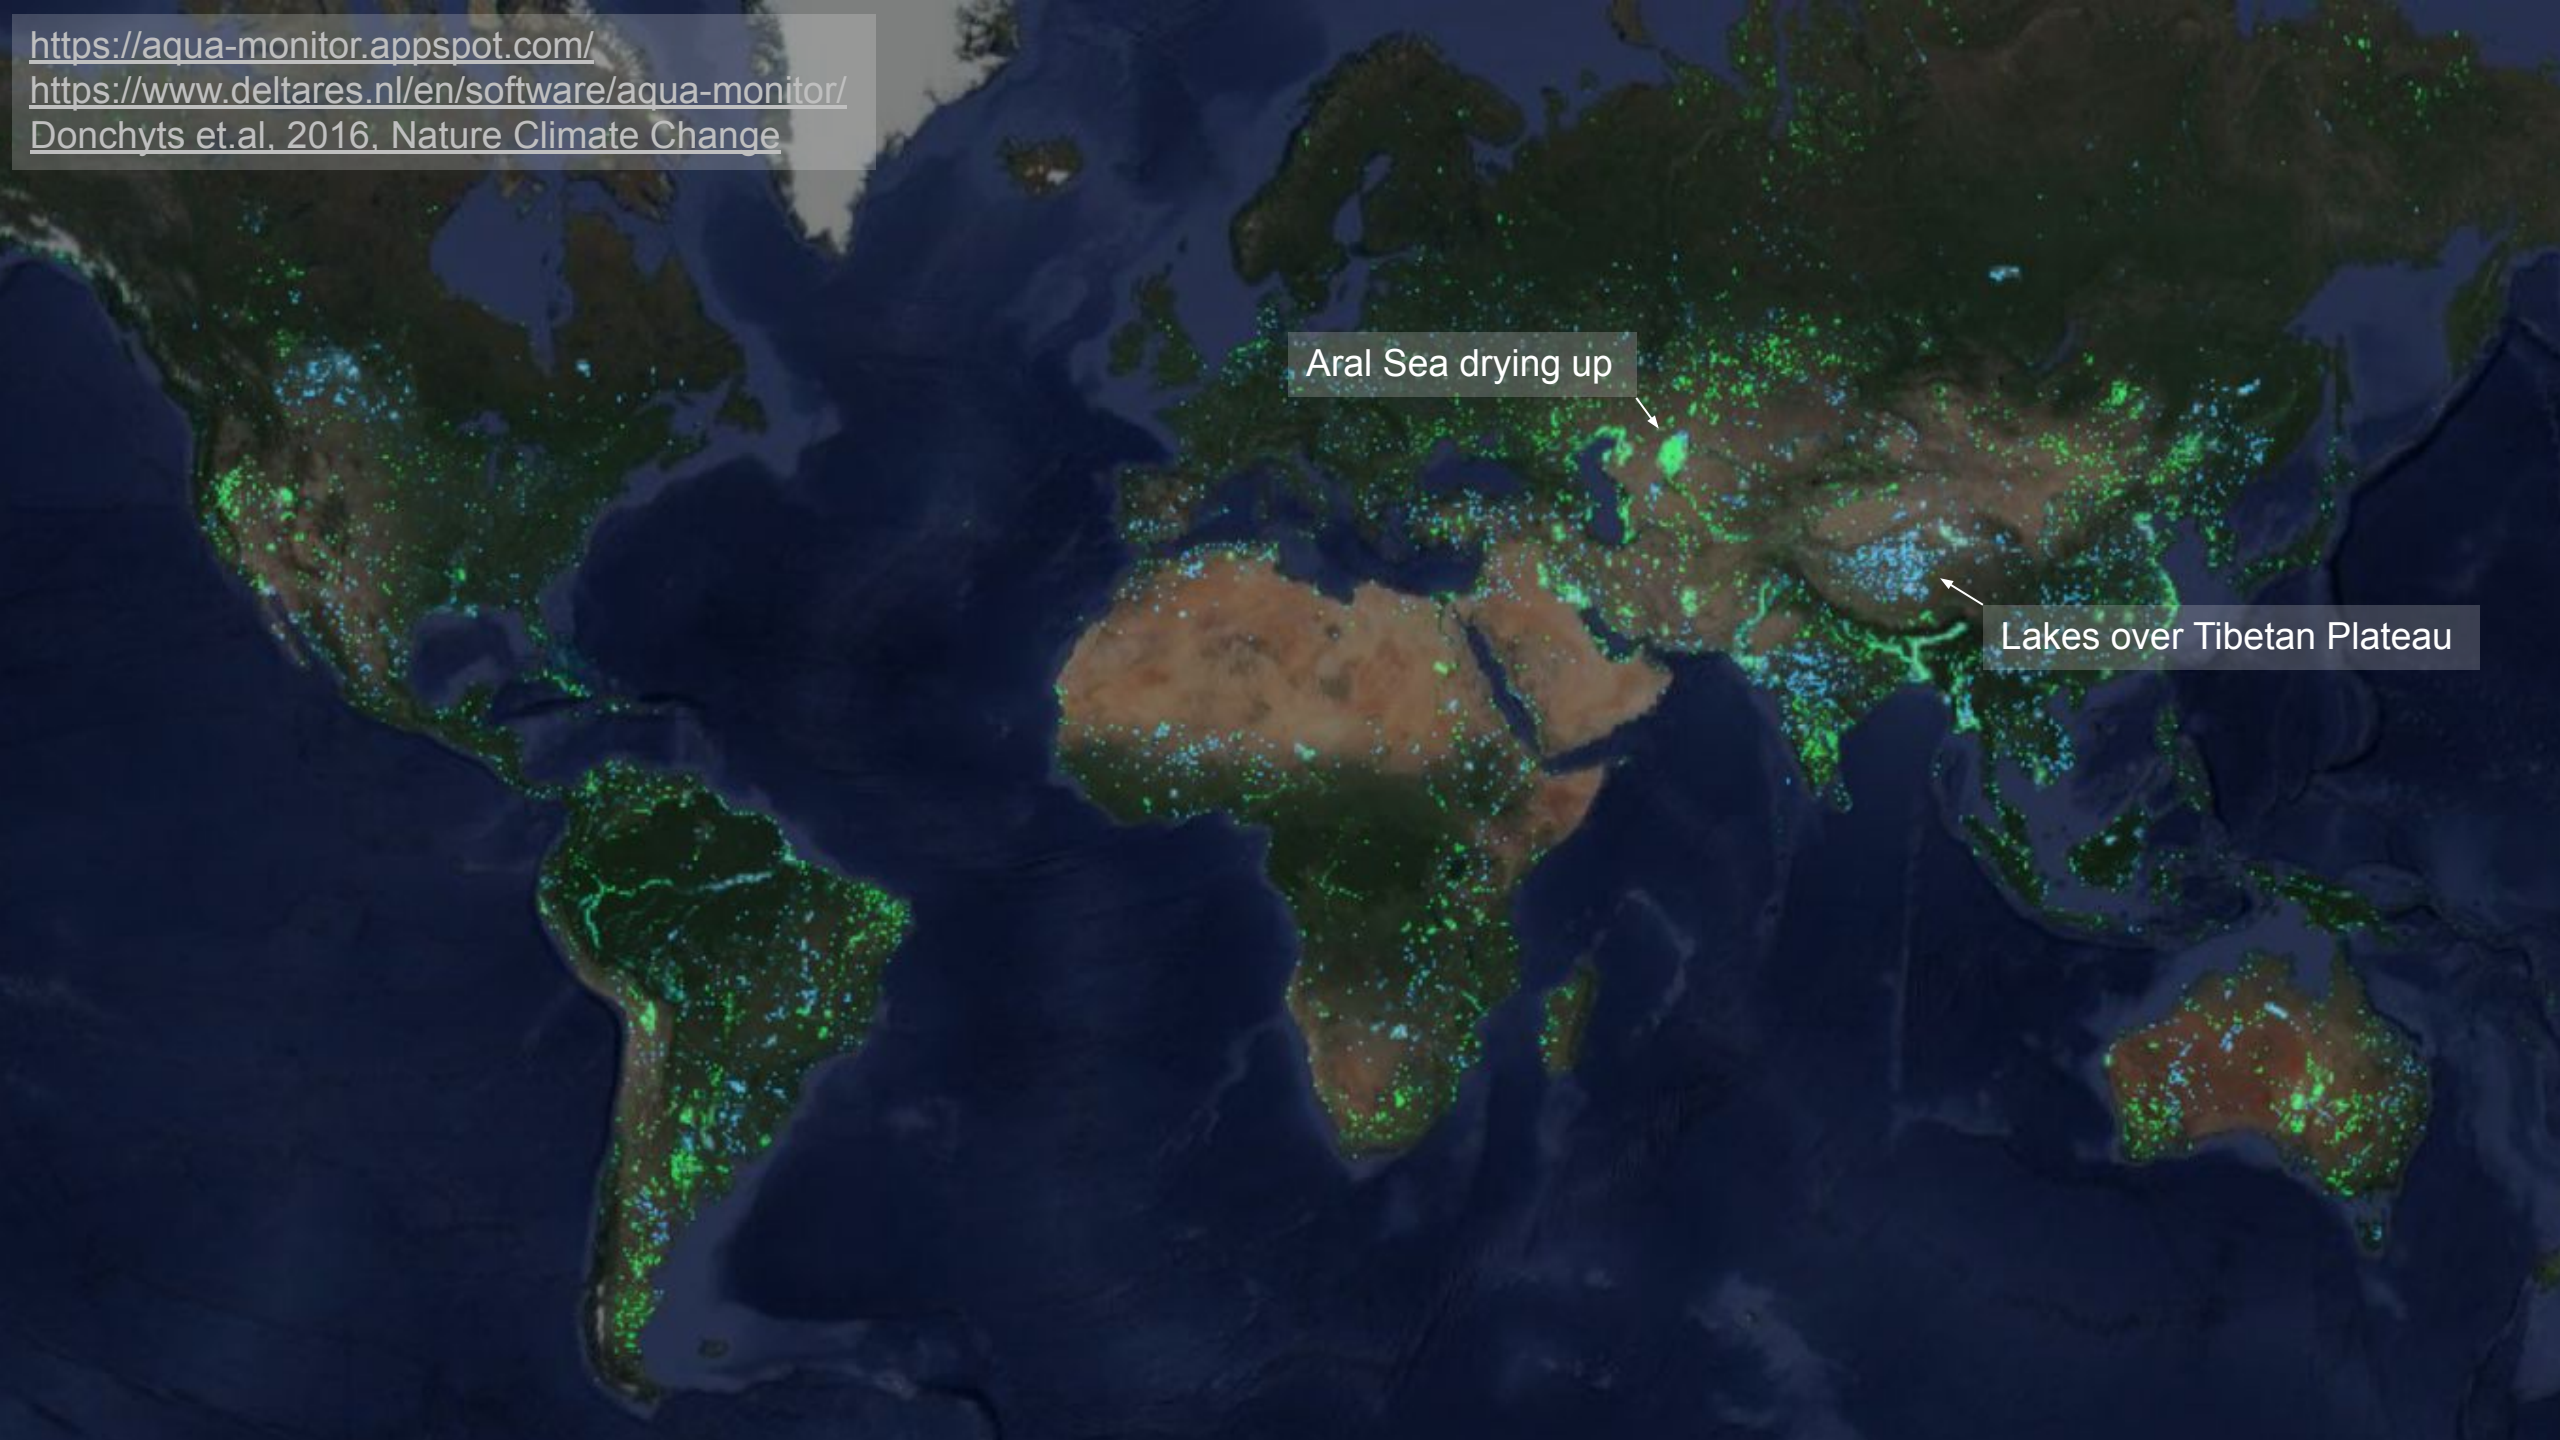 https://aqua-monitor.appspot.com/
https://www.deltares.nl/en/software/aqua-monitor/
Donchyts et.al, 2016, Nature Climate Change
Aral Sea drying up
Lakes over Tibetan Plateau